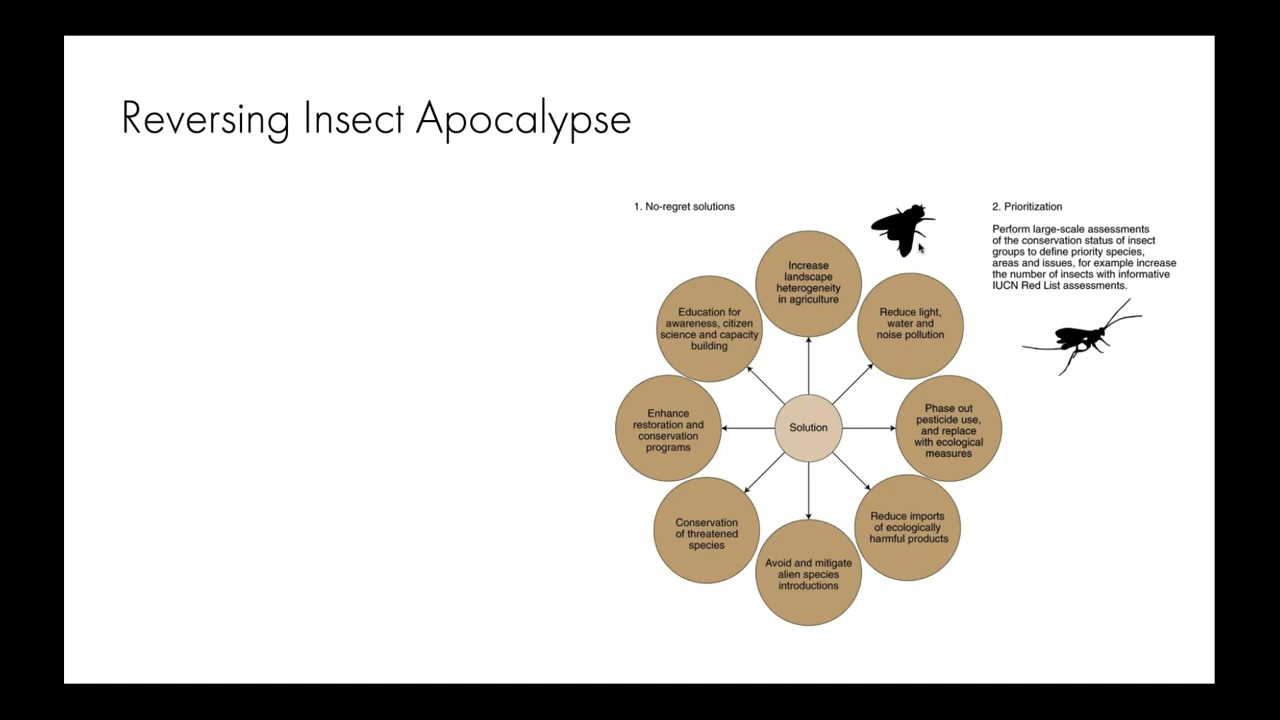 Reversing Insect Apocalypse
1. No-regret solutions
Increase
landscape
heterogeneity
in agriculture
Reduce light,
water and
noise pollution
Phase out
pesticide use,
and replace
with ecological
measures
Reduce imports
of ecologically
harmful products
Avoid and mitigate
alien species
introductions
Conservation
of threatened
species
Enhance
restoration and
conservation
programs
Education for
awareness, citizen
science and capacity
building
Solution
2. Prioritization
Perform large-scale assessments
of the conservation status of insect
groups to define priority species,
areas and issues, for example increase
the number of insects with informative
IUCN Red List assessments.